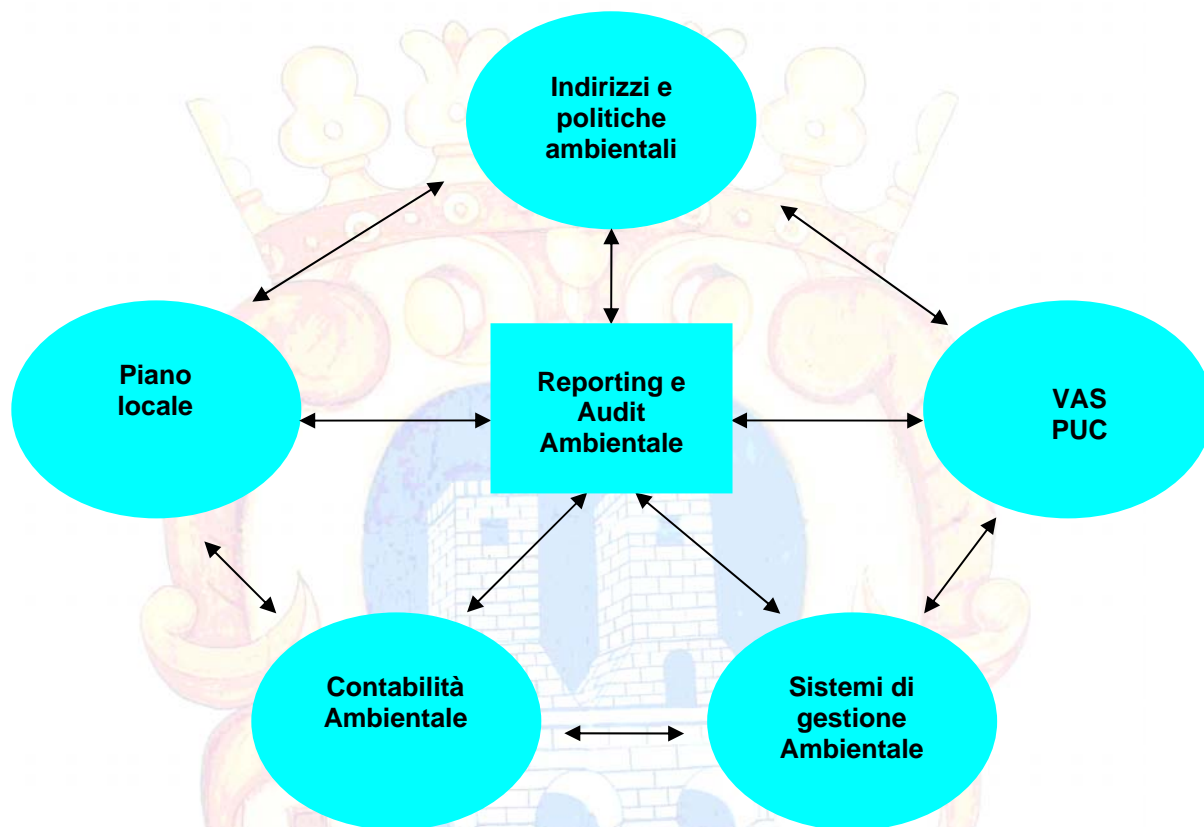 Indirizzi e
politiche
ambientali
Piano
locale
Reporting e
Audit
Ambientale
VAS
PUC
Contabilità
Ambientale
Sistemi di
gestione
Ambientale